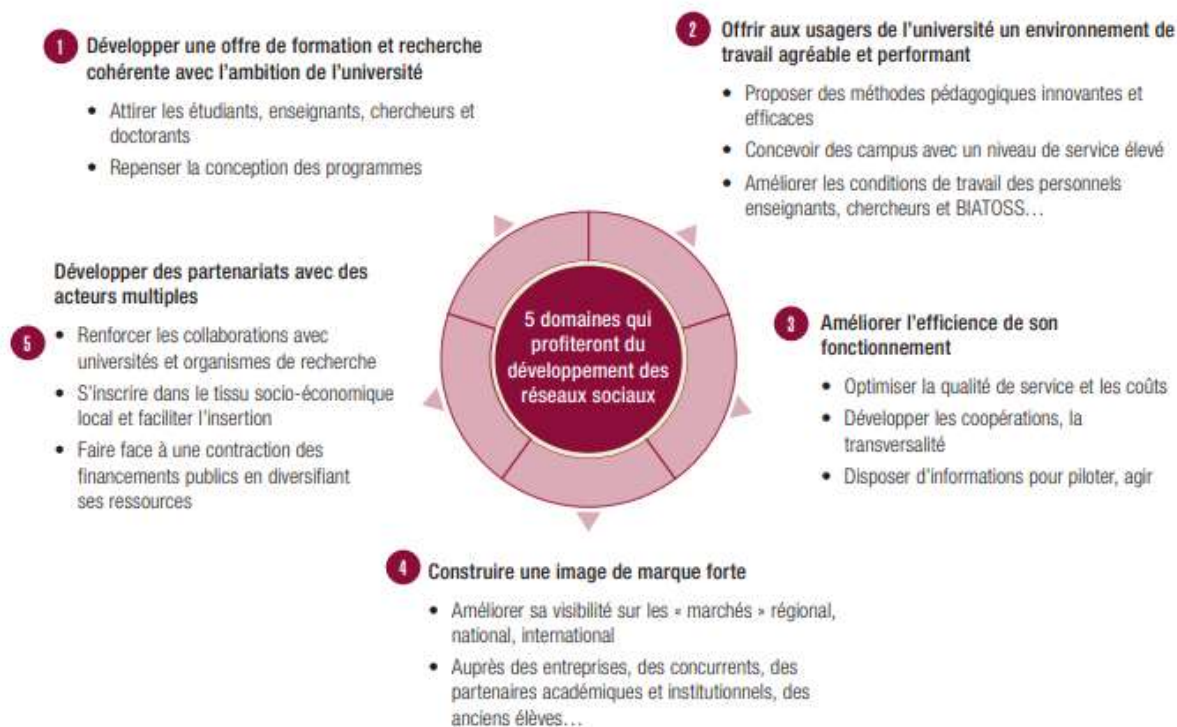 1 Développer une offre de formation et recherche
cohérente avec l'ambition de l'université
• Attirer les étudiants, enseignants, chercheurs et
doctorants
• Repenser la conception des programmes
2 Offrir aux usagers de l'université un environnement de
travail agréable et performant
• Proposer des méthodes pédagogiques innovantes et
efficaces
• Concevoir des campus avec un niveau de service élevé
• Améliorer les conditions de travail des personnels
enseignants, chercheurs et BIATOSS…
5 domaines qui
profiteront du
développement des
réseaux sociaux
3 Améliorer l'efficience de son
fonctionnement
• Optimiser la qualité de service et les coûts
• Développer les coopérations, la
transversalité
• Disposer d'informations pour piloter, agir
4 Construire une image de marque forte
• Améliorer sa visibilité sur les « marchés » régional,
national, international
• Auprès des entreprises, des concurrents, des
partenaires académiques et institutionnels, des
anciens élèves…
Développer des partenariats avec des
acteurs multiples
5 • Renforcer les collaborations avec
universités et organismes de recherche
• S'inscrire dans le tissu socio-économique
local et faciliter l'insertion
• Faire face à une contraction des
financements publics en diversifiant
ses ressources